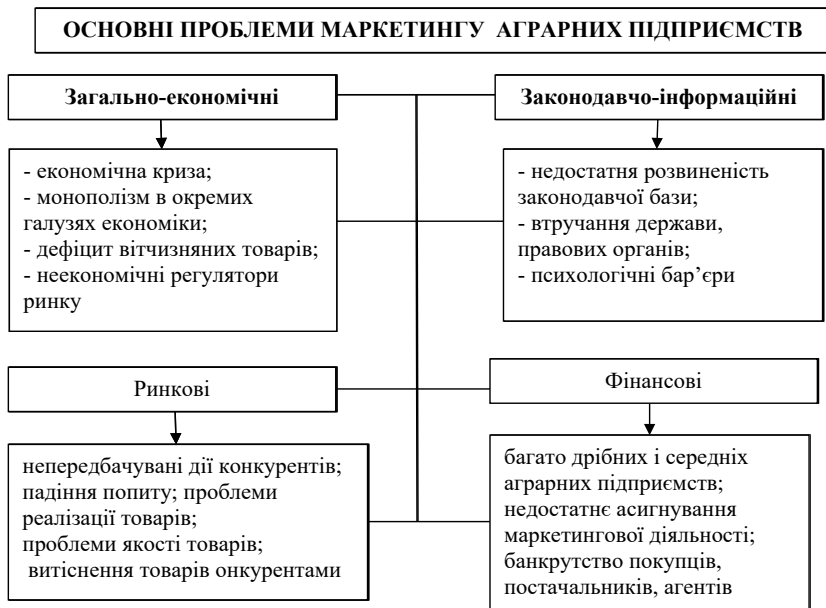 ОСНОВНІ ПРОБЛЕМИ МАРКЕТИНГУ АГРАРНИХ ПІДПРИЄМСТВ
Загально-економічні
- економічна криза;
- монополізм в окремих
галузях економіки;
- дефіцит вітчизняних товарів;
- неекономічні регулятори
ринку
Законодавчо-інформаційні
- недостатня розвиненість
законодавчої бази;
- втручання держави,
правових органів;
- психологічні бар’єри
Ринкові
непередбачувані дії конкурентів;
падіння попиту; проблеми
реалізації товарів;
проблеми якості товарів;
витіснення товарів онкурентами
Фінансові
багато дрібних і середніх
аграрних підприємств;
недостатнє асигнування
маркетингової діяльності;
банкрутство покупців,
постачальників, агентів